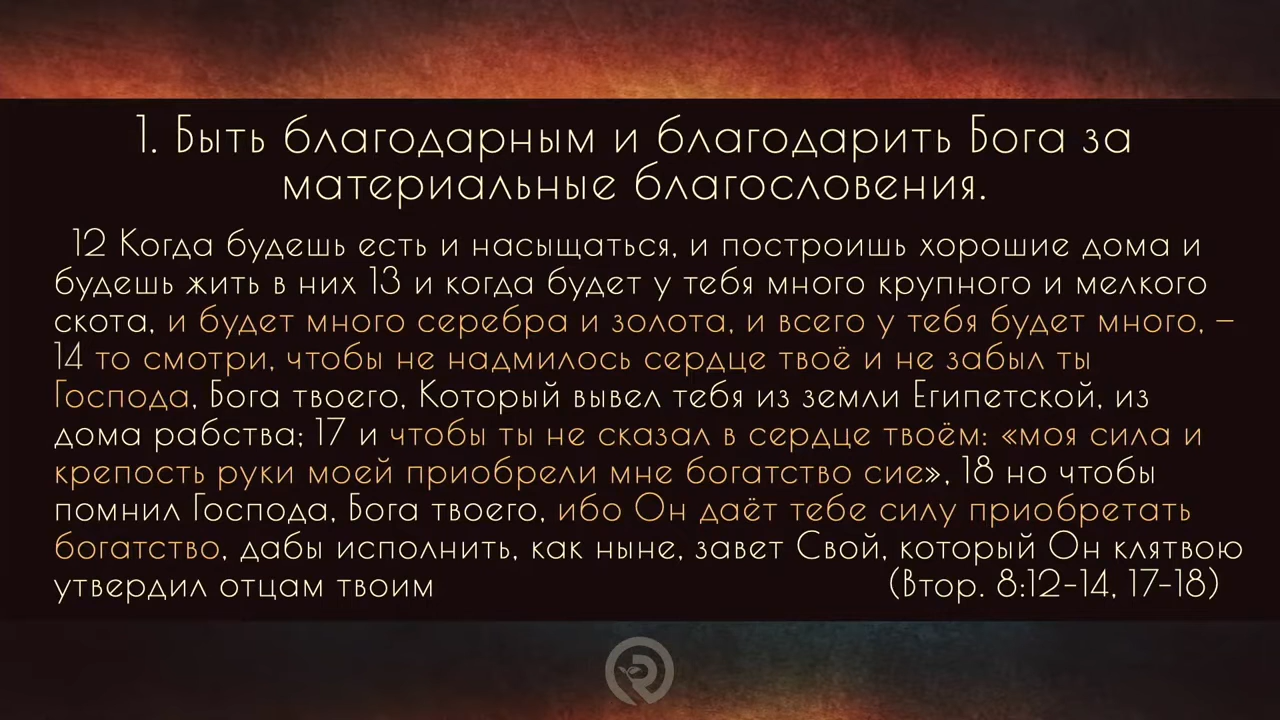 1. Быть благодарным и благодарить Бога за
материальные благословения.
12 Когда будешь есть и насыщаться, и построишь хорошие дома и
будешь жить в них 13 и когда будет у тебя много крупного и мелкого
скота, и будет много серебра и золота, и всего у тебя будет много, –
14 то смотри, чтобы не надмилось сердце твоё и не забыл ты
Господа, Бога твоего, Который вывел тебя из земли Египетской, из
дома рабства; 17 и чтобы ты не сказал в сердце твоём: «моя сила и
крепость руки моей приобрели мне богатство сие», 18 но чтобы
помнил Господа, Бога твоего, ибо Он даёт тебе силу приобретать
богатство, дабы исполнить, как ныне, завет Свой, который Он клятвою
утвердил отцам твоим (Втор. 8:12–14, 17–18)